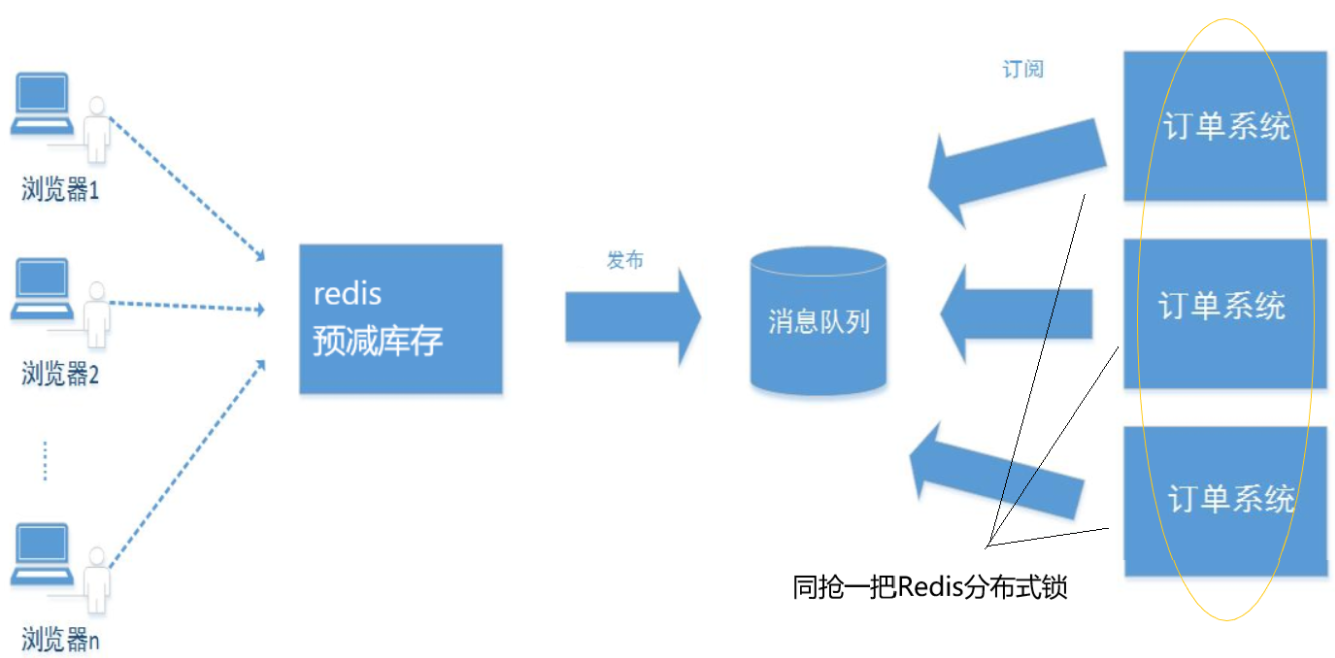 浏览器1
浏览器2
浏览器n
redis
预减库存
发布
消息队列
订阅
订单系统
订单系统
订单系统
同抢一把Redis分布式锁